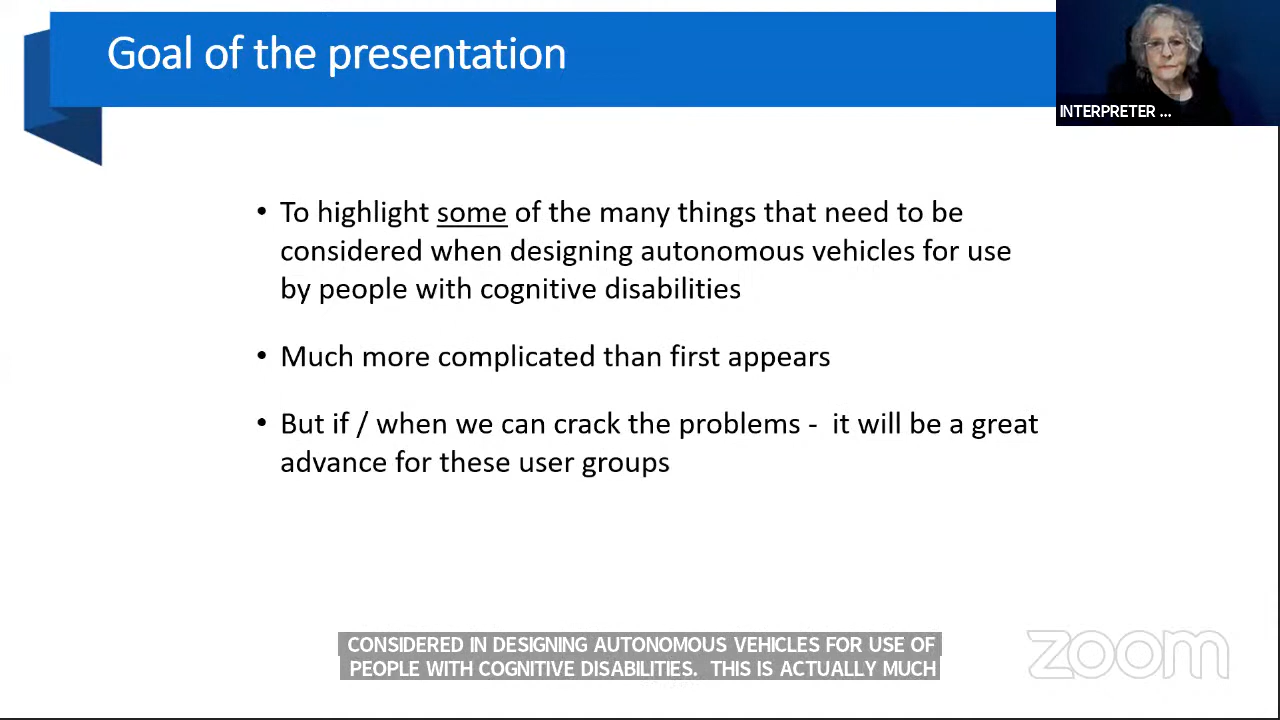 Goal of the presentation
INTERPRETER ...
• To highlight some of the many things that need to be
considered when designing autonomous vehicles for use
by people with cognitive disabilities
• Much more complicated than first appears
• But if / when we can crack the problems -  it will be a great
advance for these user groups
CONSIDERED IN DESIGNING AUTONOMOUS VEHICLES FOR USE OF
PEOPLE WITH COGNITIVE DISABILITIES.  THIS IS ACTUALLY MUCH
zoom